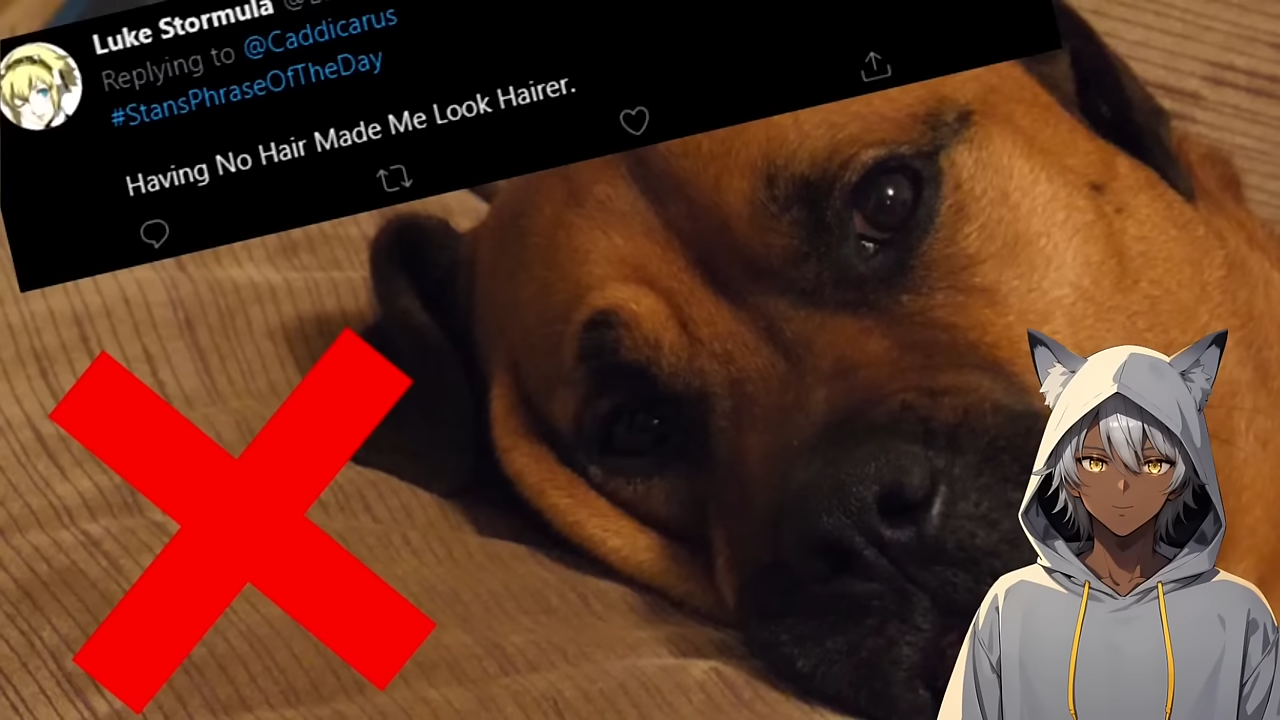 Luke Stormula
Replying to @Caddicarus
#StansPhraseOfTheDay
Having No Hair Made Me Look Hairer.